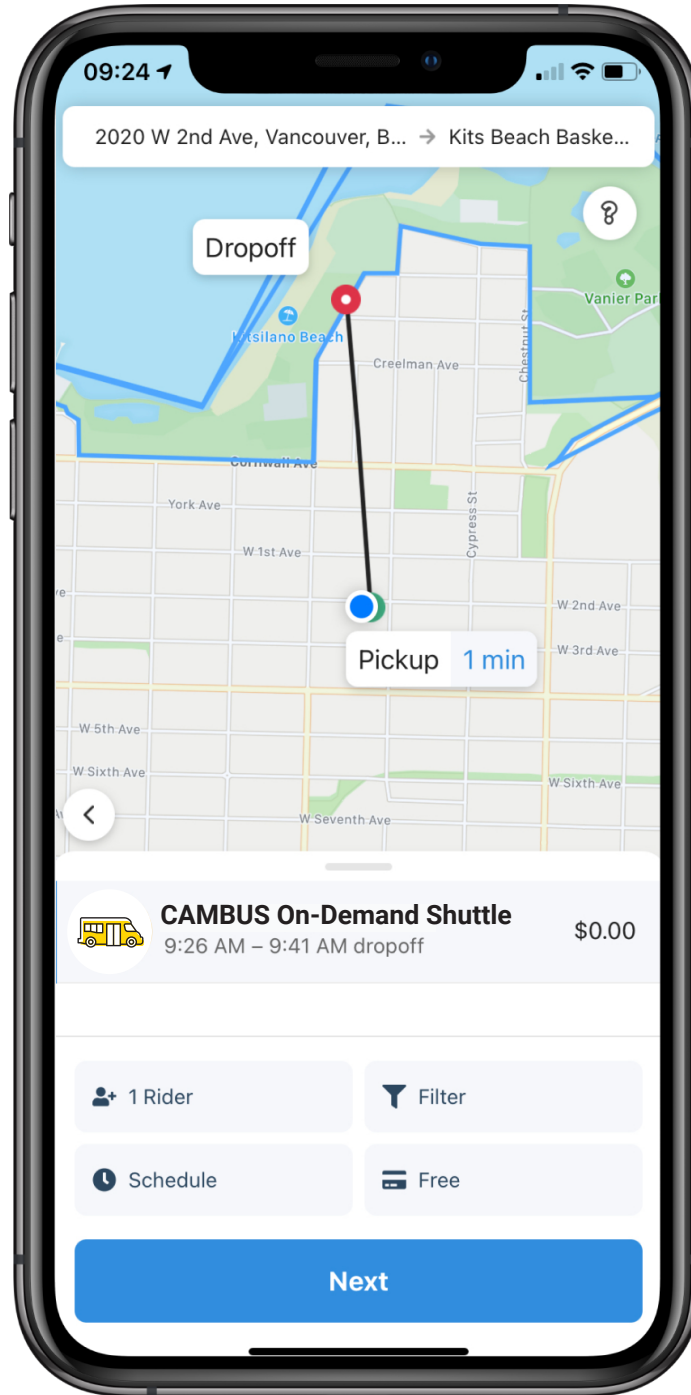 09:24
2020 W 2nd Ave, Vancouver, B... → Kits Beach Baske...
Dropoff
Vanier Par
Kitsilano Beach
Creelman Ave
Chestnut St
Cornwall Ave
York Ave
Cypress St
W 1st Ave
W 2nd Ave
Pickup 1 min
W 3rd Ave
W 5th Ave
W Sixth Ave
W Sixth Ave
W Seventh Ave
CAMBUS On-Demand Shuttle
9:26 AM – 9:41 AM dropoff
$0.00
1 Rider
Filter
Schedule
Free
Next